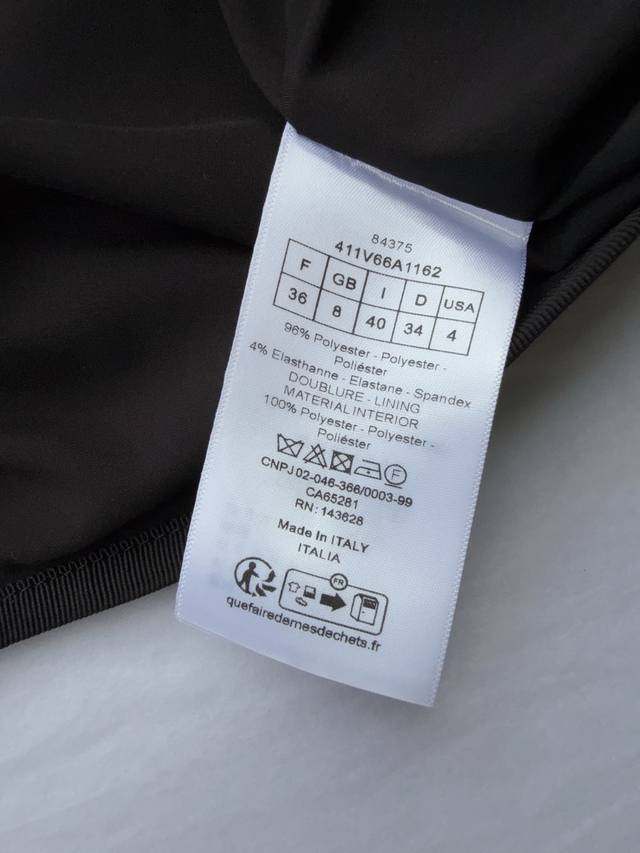 84375
411V66A1162
F GB I D USA
36 8 40 34 4
96% Polyester - Polyester -
Poliéster
4% Elasthanne - Elastane - Spandex
DOUBLURE - LINING
MATERIAL INTERIOR
100% Polyester - Polyester -
Poliéster
F
CNPJ 02-046-366/0003-99
CA65281
RN: 143628
Made In ITALY
ITALIA
FR
quefairedemesdechets.fr